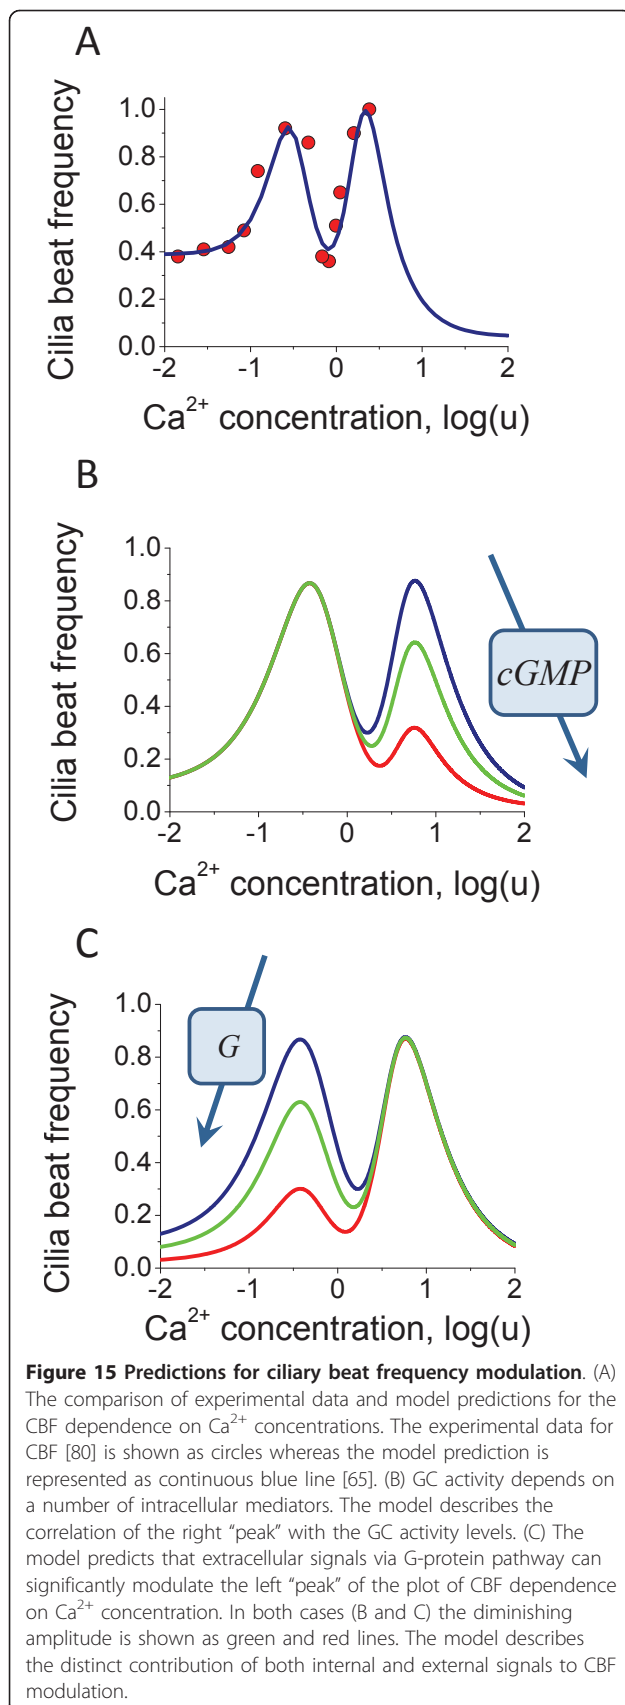 A
Cilia beat frequency
1.0
0.8
0.6
0.4
0.2
0.0
-2 -1 0 1 2
Ca²⁺ concentration, log(u)
B
Cilia beat frequency
1.0
0.8
0.6
0.4
0.2
0.0
cGMP
-2 -1 0 1 2
Ca²⁺ concentration, log(u)
C
Cilia beat frequency
1.0
0.8
0.6
0.4
0.2
0.0
G
-2 -1 0 1 2
Ca²⁺ concentration, log(u)
Figure 15 Predictions for ciliary beat frequency modulation. (A)
The comparison of experimental data and model predictions for the
CBF dependence on Ca²⁺ concentrations. The experimental data for
CBF [80] is shown as circles whereas the model prediction is
represented as continuous blue line [65]. (B) GC activity depends on
a number of intracellular mediators. The model describes the
correlation of the right “peak” with the GC activity levels. (C) The
model predicts that extracellular signals via G-protein pathway can
significantly modulate the left “peak” of the plot of CBF dependence
on Ca²⁺ concentration. In both cases (B and C) the diminishing
amplitude is shown as green and red lines. The model describes
the distinct contribution of both internal and external signals to CBF
modulation.